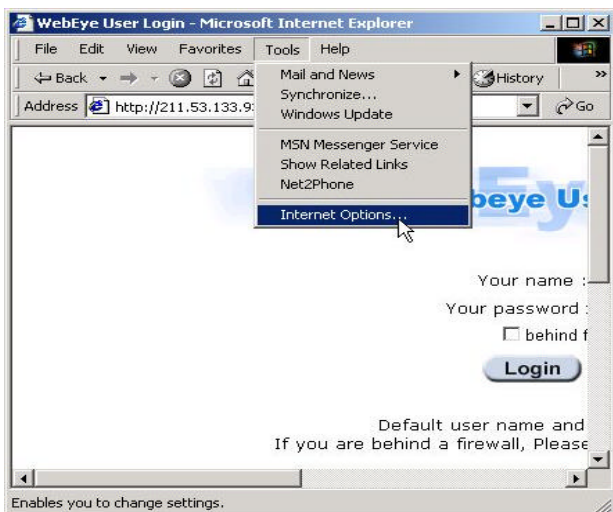 WebEye User Login - Microsoft Internet Explorer
File Edit View Favorites Tools Help
Back History »
Address http://211.53.133.9 Go
Mail and News
Synchronize...
Windows Update
MSN Messenger Service
Show Related Links
Net2Phone
Internet Options...
beye Us
Your name :
Your password :
behind f
Login
Default user name and
If you are behind a firewall, Please
Enables you to change settings.